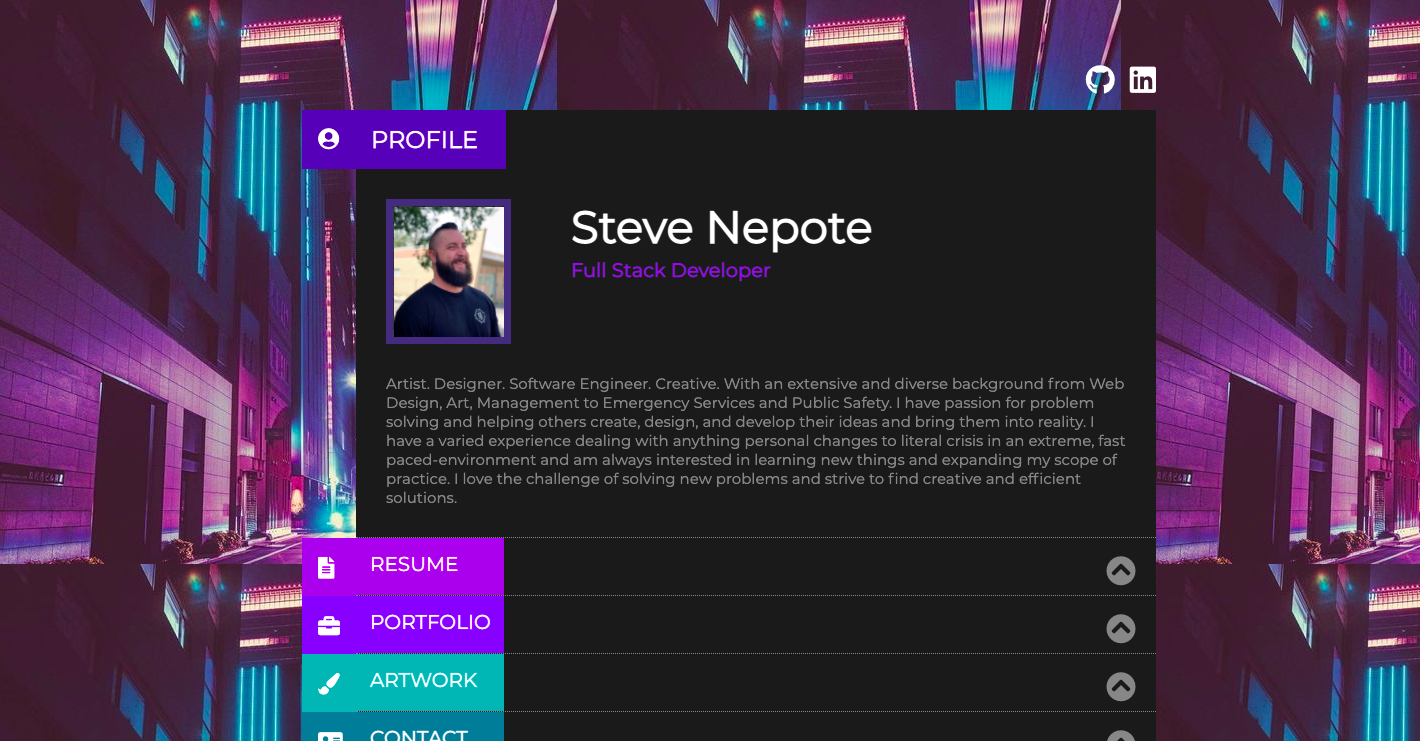 PROFILE
Steve Nepote
Full Stack Developer
Artist. Designer. Software Engineer. Creative. With an extensive and diverse background from Web
Design, Art, Management to Emergency Services and Public Safety. I have passion for problem
solving and helping others create, design, and develop their ideas and bring them into reality. I
have a varied experience dealing with anything personal changes to literal crisis in an extreme, fast
paced-environment and am always interested in learning new things and expanding my scope of
practice. I love the challenge of solving new problems and strive to find creative and efficient
solutions.
RESUME
PORTFOLIO
ARTWORK
CONTACT